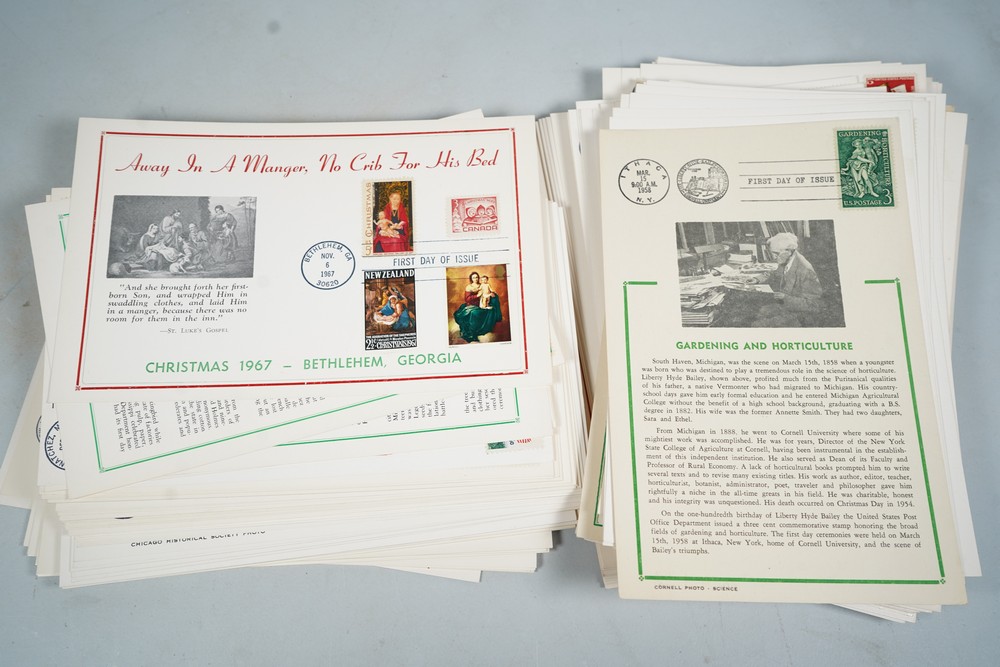 Away In A Manger, No Crib For His Bed
CHRISTMAS
CANADA
BETHLEHEM, GA.
NOV.
6
1967
30620
FIRST DAY OF ISSUE
NEW ZEALAND
2½c
CHRISTMAS 1967
"And she brought forth her first-
born Son, and wrapped Him in
swaddling clothes, and laid Him
in a manger, because there was
no room for them in the inn."
—ST. LUKE'S GOSPEL
CHRISTMAS 1967 – BETHLEHEM, GEORGIA
NATCHEZ,
CHICAGO HISTORICAL SOCIETY PHOTO
ITHACA
MAR.
15
9:00 A.M.
1958
N.Y.
FIRST DAY OF ISSUE
GARDENING
HORTICULTURE
U.S. POSTAGE 3¢
GARDENING AND HORTICULTURE
South Haven, Michigan, was the scene on March 15th, 1858 when a youngster
was born who was destined to play a tremendous role in the science of horticulture.
Liberty Hyde Bailey, shown above, profited much from the Puritanical qualities
of his father, a native Vermonter who had migrated to Michigan. His country-
school days gave him early formal education and he entered Michigan Agricultural
College without the benefit of a high school background, graduating with a B.S.
degree in 1882. His wife was the former Annette Smith. They had two daughters,
Sara and Ethel.
From Michigan in 1888, he went to Cornell University where some of his
mightiest work was accomplished. He was for years, Director of the New York
State College of Agriculture at Cornell, having been instrumental in the establish-
ment of this independent institution. He also served as Dean of its Faculty and
Professor of Rural Economy. A lack of horticultural books prompted him to write
several texts and to revise many existing titles. His work as author, editor, teacher,
horticulturist, botanist, administrator, poet, traveler and philosopher gave him
rightfully a niche in the all-time greats in his field. He was charitable, honest
and his integrity was unquestioned. His death occurred on Christmas Day in 1954.
On the one-hundredth birthday of Liberty Hyde Bailey the United States Post
Office Department issued a three cent commemorative stamp honoring the broad
fields of gardening and horticulture. The first day ceremonies were held on March
15th, 1958 at Ithaca, New York, home of Cornell University, and the scene of
Bailey's triumphs.
CORNELL PHOTO - SCIENCE